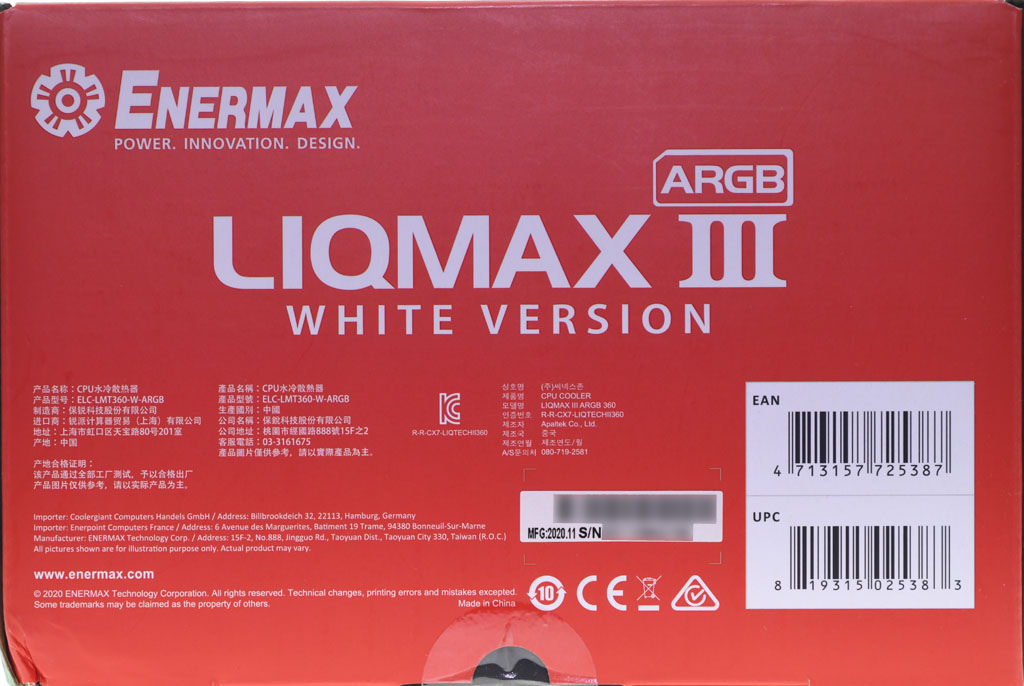 ENERMAX
POWER. INNOVATION. DESIGN.
ARGB
LIQMAX III
WHITE VERSION
产品名称：CPU水冷散热器
产品型号：ELC-LMT360-W-ARGB
制造商：保锐科技股份有限公司
进口商：锐派计算器贸易（上海）有限公司
地址：上海市虹口区天宝路80号201室
产地：中国
产地合格证明：
该产品通过全部工厂测试，予以合格出厂
产品图片仅供参考，请以实际产品为主。
產品名稱：CPU水冷散熱器
產品型號：ELC-LMT360-W-ARGB
生產國別：中國
公司名稱：保銳科技股份有限公司
公司地址：桃園市經國路888號15F之2
客服電話：03-3161675
產品圖片僅供參考，請以實際產品為主。
R-R-CX7-LIQTECHII360
상호명 (주)써넥스존
제품명 CPU COOLER
모델명 LIQMAX III ARGB 360
인증번호 R-R-CX7-LIQTECHII360
제조자 Apaltek Co., Ltd.
제조국 중국
제조연월 제조연도/월
A/S문의처 080-719-2581
Importer: Coolergiant Computers Handels GmbH / Address: Billbrookdeich 32, 22113, Hamburg, Germany
Importer: Enerpoint Computers France / Address: 6 Avenue des Marguerites, Batiment 19 Trame, 94380 Bonneuil-Sur-Marne
Manufacturer: ENERMAX Technology Corp. / Address: 15F-2, No.888, Jingguo Rd., Taoyuan Dist., Taoyuan City 330, Taiwan (R.O.C.)
All pictures shown are for illustration purpose only. Actual product may vary.
www.enermax.com
© 2020 ENERMAX Technology Corporation. All rights reserved. Technical changes, printing errors and mistakes excepted.
Some trademarks may be claimed as the property of others.
Made in China
MFG:2020.11 S/N
10
CE
EAN
4 713157 725387
UPC
8 19315 02538 3